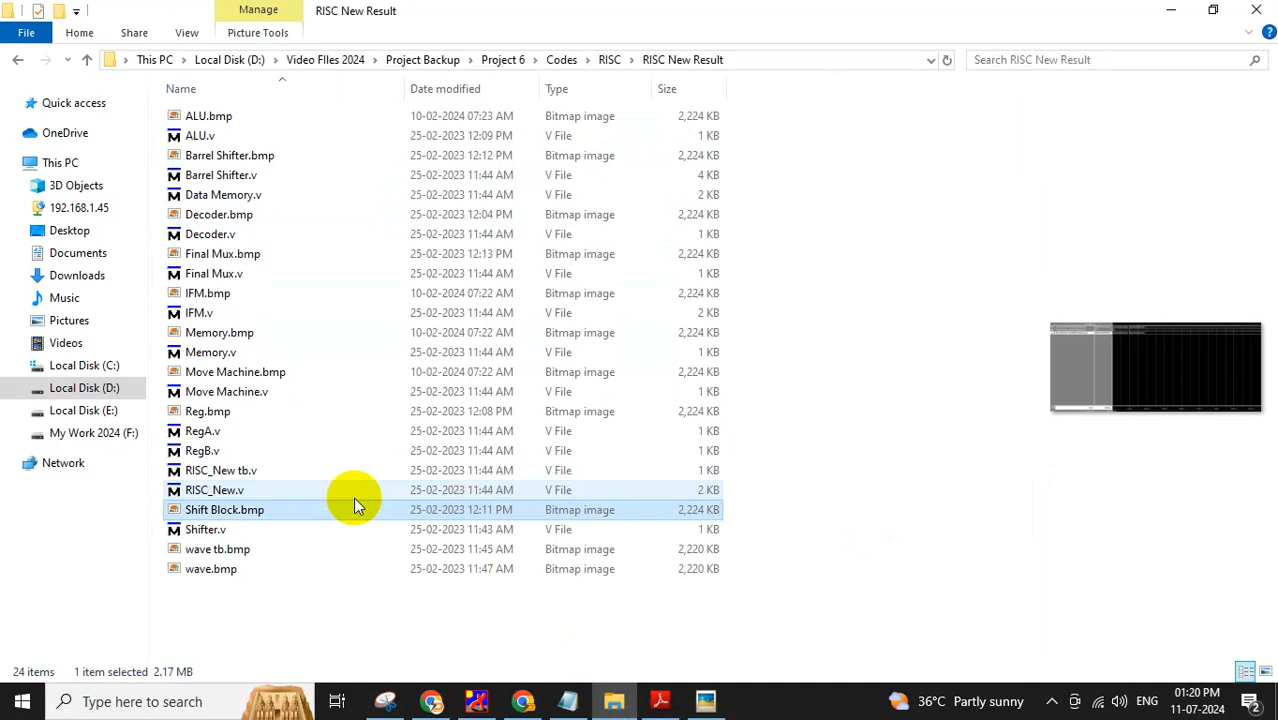 Manage
RISC New Result
File
Home
Share
View
Picture Tools
This PC
Local Disk (D:)
Video FIles 2024
Project Backup
Project 6
Codes
RISC
RISC New Result
Search RISC New Result
Name
Date modified
Type
Size
Quick access
OneDrive
This PC
3D Objects
192.168.1.45
Desktop
Documents
Downloads
Music
Pictures
Videos
Local Disk (C:)
Local Disk (D:)
Local Disk (E:)
My Work 2024 (F:)
Network
ALU.bmp 10-02-2024 07:23 AM Bitmap image 2,224 KB
ALU.v 25-02-2023 12:09 PM V File 1 KB
Barrel Shifter.bmp 25-02-2023 12:12 PM Bitmap image 2,224 KB
Barrel Shifter.v 25-02-2023 11:44 AM V File 4 KB
Data Memory.v 25-02-2023 11:44 AM V File 2 KB
Decoder.bmp 25-02-2023 12:04 PM Bitmap image 2,224 KB
Decoder.v 25-02-2023 11:44 AM V File 1 KB
Final Mux.bmp 25-02-2023 12:13 PM Bitmap image 2,224 KB
Final Mux.v 25-02-2023 11:44 AM V File 1 KB
IFM.bmp 10-02-2024 07:22 AM Bitmap image 2,224 KB
IFM.v 25-02-2023 11:44 AM V File 2 KB
Memory.bmp 10-02-2024 07:22 AM Bitmap image 2,224 KB
Memory.v 25-02-2023 11:44 AM V File 1 KB
Move Machine.bmp 10-02-2024 07:22 AM Bitmap image 2,224 KB
Move Machine.v 25-02-2023 11:44 AM V File 1 KB
Reg.bmp 25-02-2023 12:08 PM Bitmap image 2,224 KB
RegA.v 25-02-2023 11:44 AM V File 1 KB
RegB.v 25-02-2023 11:44 AM V File 1 KB
RISC_New tb.v 25-02-2023 11:44 AM V File 1 KB
RISC_New.v 25-02-2023 11:44 AM V File 2 KB
Shift Block.bmp 25-02-2023 12:11 PM Bitmap image 2,224 KB
Shifter.v 25-02-2023 11:43 AM V File 1 KB
wave tb.bmp 25-02-2023 11:45 AM Bitmap image 2,220 KB
wave.bmp 25-02-2023 11:47 AM Bitmap image 2,220 KB
24 items 1 item selected 2.17 MB
Type here to search
36°C Partly sunny
ENG
01:20 PM
11-07-2024
2